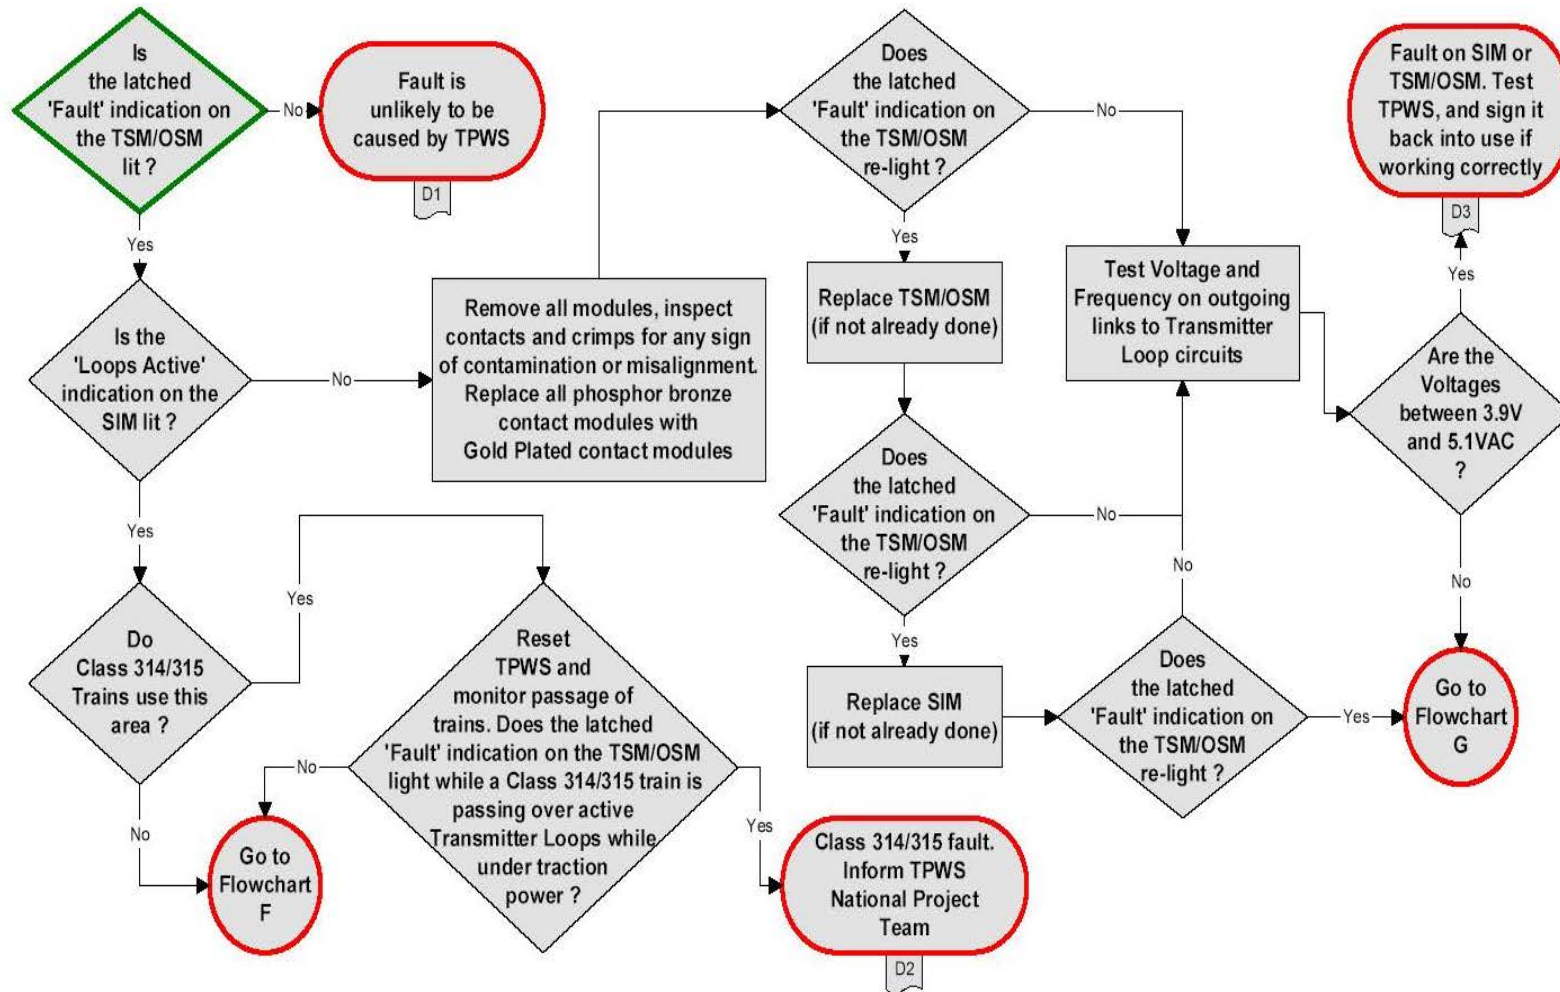 Is
the latched
'Fault' indication on
the TSM/OSM
lit ?
No
Fault is
unlikely to be
caused by TPWS
D1
Yes
Is the
'Loops Active'
indication on the
SIM lit ?
No
Remove all modules, inspect
contacts and crimps for any sign
of contamination or misalignment.
Replace all phosphor bronze
contact modules with
Gold Plated contact modules
Yes
Do
Class 314/315
Trains use this
area ?
Yes
No
Reset
TPWS and
monitor passage of
trains. Does the latched
'Fault' indication on the TSM/OSM
light while a Class 314/315 train is
passing over active
Transmitter Loops while
under traction
power ?
No
Go to
Flowchart
F
Yes
Class 314/315 fault.
Inform TPWS
National Project
Team
D2
Does
the latched
'Fault' indication on
the TSM/OSM
re-light ?
No
Yes
Replace TSM/OSM
(if not already done)
Does
the latched
'Fault' indication on
the TSM/OSM
re-light ?
No
Yes
Replace SIM
(if not already done)
Does
the latched
'Fault' indication on
the TSM/OSM
re-light ?
No
Yes
Go to
Flowchart
G
Test Voltage and
Frequency on outgoing
links to Transmitter
Loop circuits
Are the
Voltages
between 3.9V
and 5.1VAC
?
No
Yes
Fault on SIM or
TSM/OSM. Test
TPWS, and sign it
back into use if
working correctly
D3